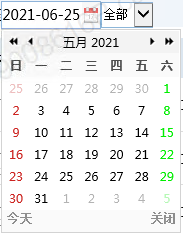 2021-06-25 全部
五月 2021
日 一 二 三 四 五 六
25 26 27 28 29 30 1
2 3 4 5 6 7 8
9 10 11 12 13 14 15
16 17 18 19 20 21 22
23 24 25 26 27 28 29
30 31 1 2 3 4 5
今天 关闭